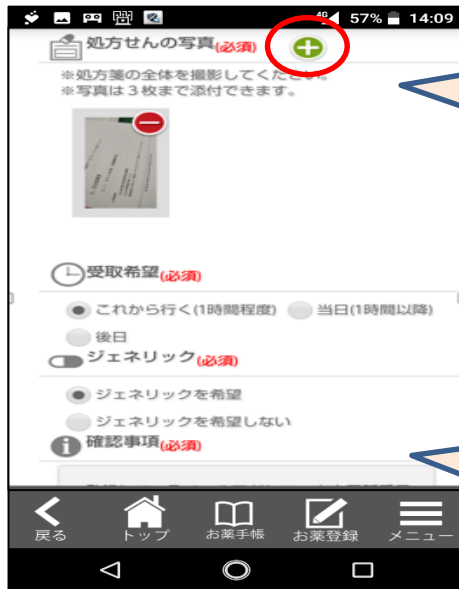 4G 57% 14:09
処方せんの写真(必須)
※処方箋の全体を撮影してください。
※写真は３枚まで添付できます。
受取希望(必須)
これから行く(1時間程度) 当日(1時間以降)
後日
ジェネリック(必須)
ジェネリックを希望
ジェネリックを希望しない
確認事項(必須)
戻る トップ お薬手帳 お薬登録 メニュー